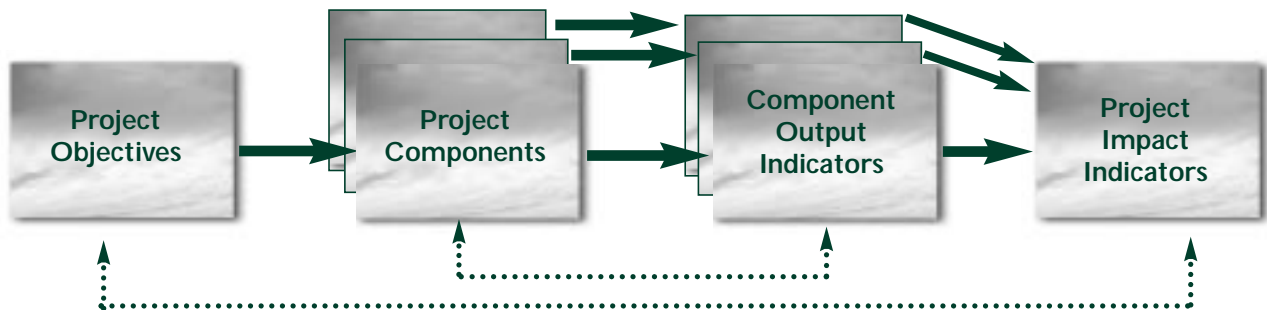 Project
Objectives
Project
Components
Component
Output
Indicators
Project
Impact
Indicators